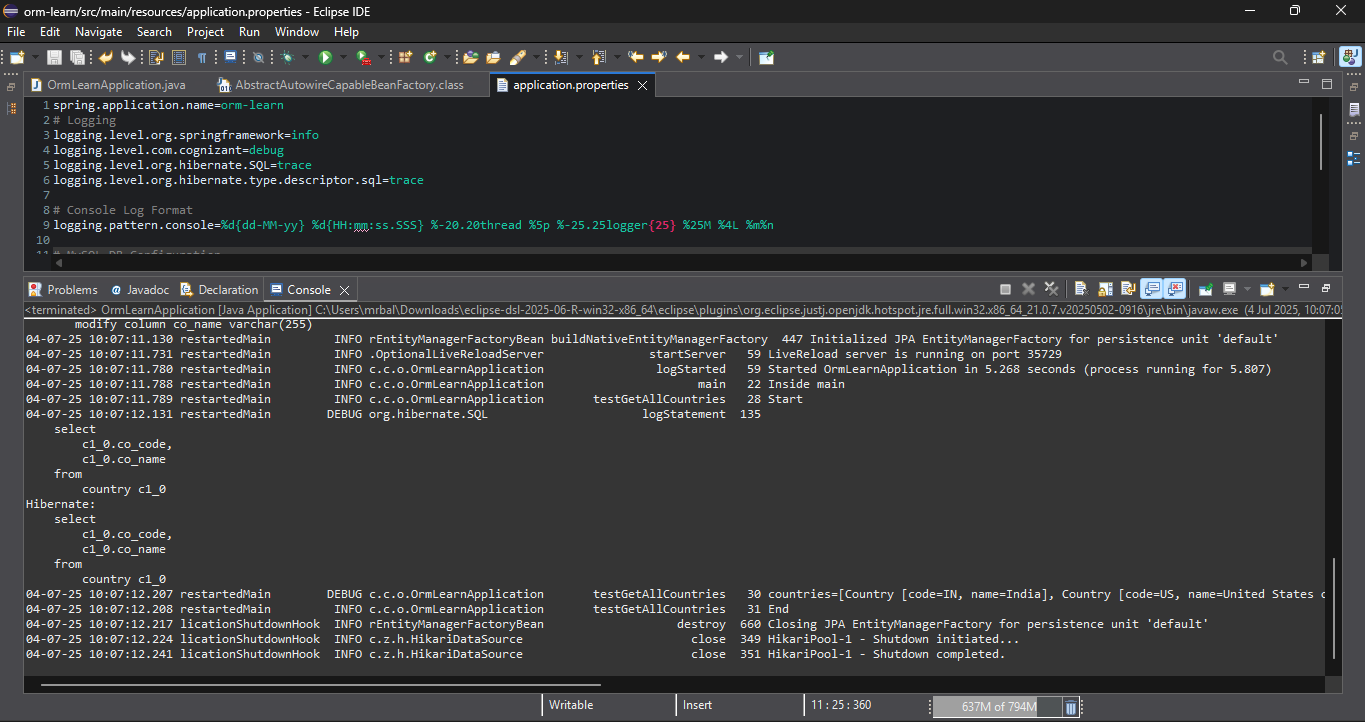 orm-learn/src/main/resources/application.properties - Eclipse IDE
File Edit Navigate Search Project Run Window Help
OrmLearnApplication.java AbstractAutowireCapableBeanFactory.class application.properties
1 spring.application.name=orm-learn
2 # Logging
3 logging.level.org.springframework=info
4 logging.level.com.cognizant=debug
5 logging.level.org.hibernate.SQL=trace
6 logging.level.org.hibernate.type.descriptor.sql=trace
7
8 # Console Log Format
9 logging.pattern.console=%d{dd-MM-yy} %d{HH:mm:ss.SSS} %-20.20thread %5p %-25.25logger{25} %25M %4L %m%n
10
11 # MySQL DB Configuration
Problems @ Javadoc Declaration Console
<terminated> OrmLearnApplication [Java Application] C:\Users\mrbal\Downloads\eclipse-dsl-2025-06-R-win32-x86_64\eclipse\plugins\org.eclipse.justj.openjdk.hotspot.jre.full.win32.x86_64_21.0.7.v20250502-0916\jre\bin\javaw.exe (4 Jul 2025, 10:07:0
modify column co_name varchar(255)
04-07-25 10:07:11.130 restartedMain INFO rEntityManagerFactoryBean buildNativeEntityManagerFactory 447 Initialized JPA EntityManagerFactory for persistence unit 'default'
04-07-25 10:07:11.731 restartedMain INFO .OptionalLiveReloadServer startServer 59 LiveReload server is running on port 35729
04-07-25 10:07:11.780 restartedMain INFO c.c.o.OrmLearnApplication logStarted 59 Started OrmLearnApplication in 5.268 seconds (process running for 5.807)
04-07-25 10:07:11.788 restartedMain INFO c.c.o.OrmLearnApplication main 22 Inside main
04-07-25 10:07:11.789 restartedMain INFO c.c.o.OrmLearnApplication testGetAllCountries 28 Start
04-07-25 10:07:12.131 restartedMain DEBUG org.hibernate.SQL logStatement 135
select
c1_0.co_code,
c1_0.co_name
from
country c1_0
Hibernate:
select
c1_0.co_code,
c1_0.co_name
from
country c1_0
04-07-25 10:07:12.207 restartedMain DEBUG c.c.o.OrmLearnApplication testGetAllCountries 30 countries=[Country [code=IN, name=India], Country [code=US, name=United States
04-07-25 10:07:12.208 restartedMain INFO c.c.o.OrmLearnApplication testGetAllCountries 31 End
04-07-25 10:07:12.217 licationShutdownHook INFO rEntityManagerFactoryBean destroy 660 Closing JPA EntityManagerFactory for persistence unit 'default'
04-07-25 10:07:12.224 licationShutdownHook INFO c.z.h.HikariDataSource close 349 HikariPool-1 - Shutdown initiated...
04-07-25 10:07:12.241 licationShutdownHook INFO c.z.h.HikariDataSource close 351 HikariPool-1 - Shutdown completed.
Writable Insert 11 : 25 : 360 637M of 794M